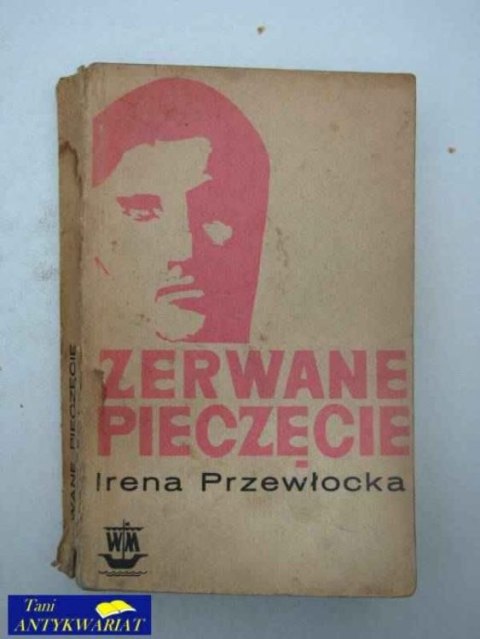 ZERWANE
PIECZĘCIE
Irena Przewłocka
WM
WANE PIECZĘCIE
Tani
ANTYKWARIAT